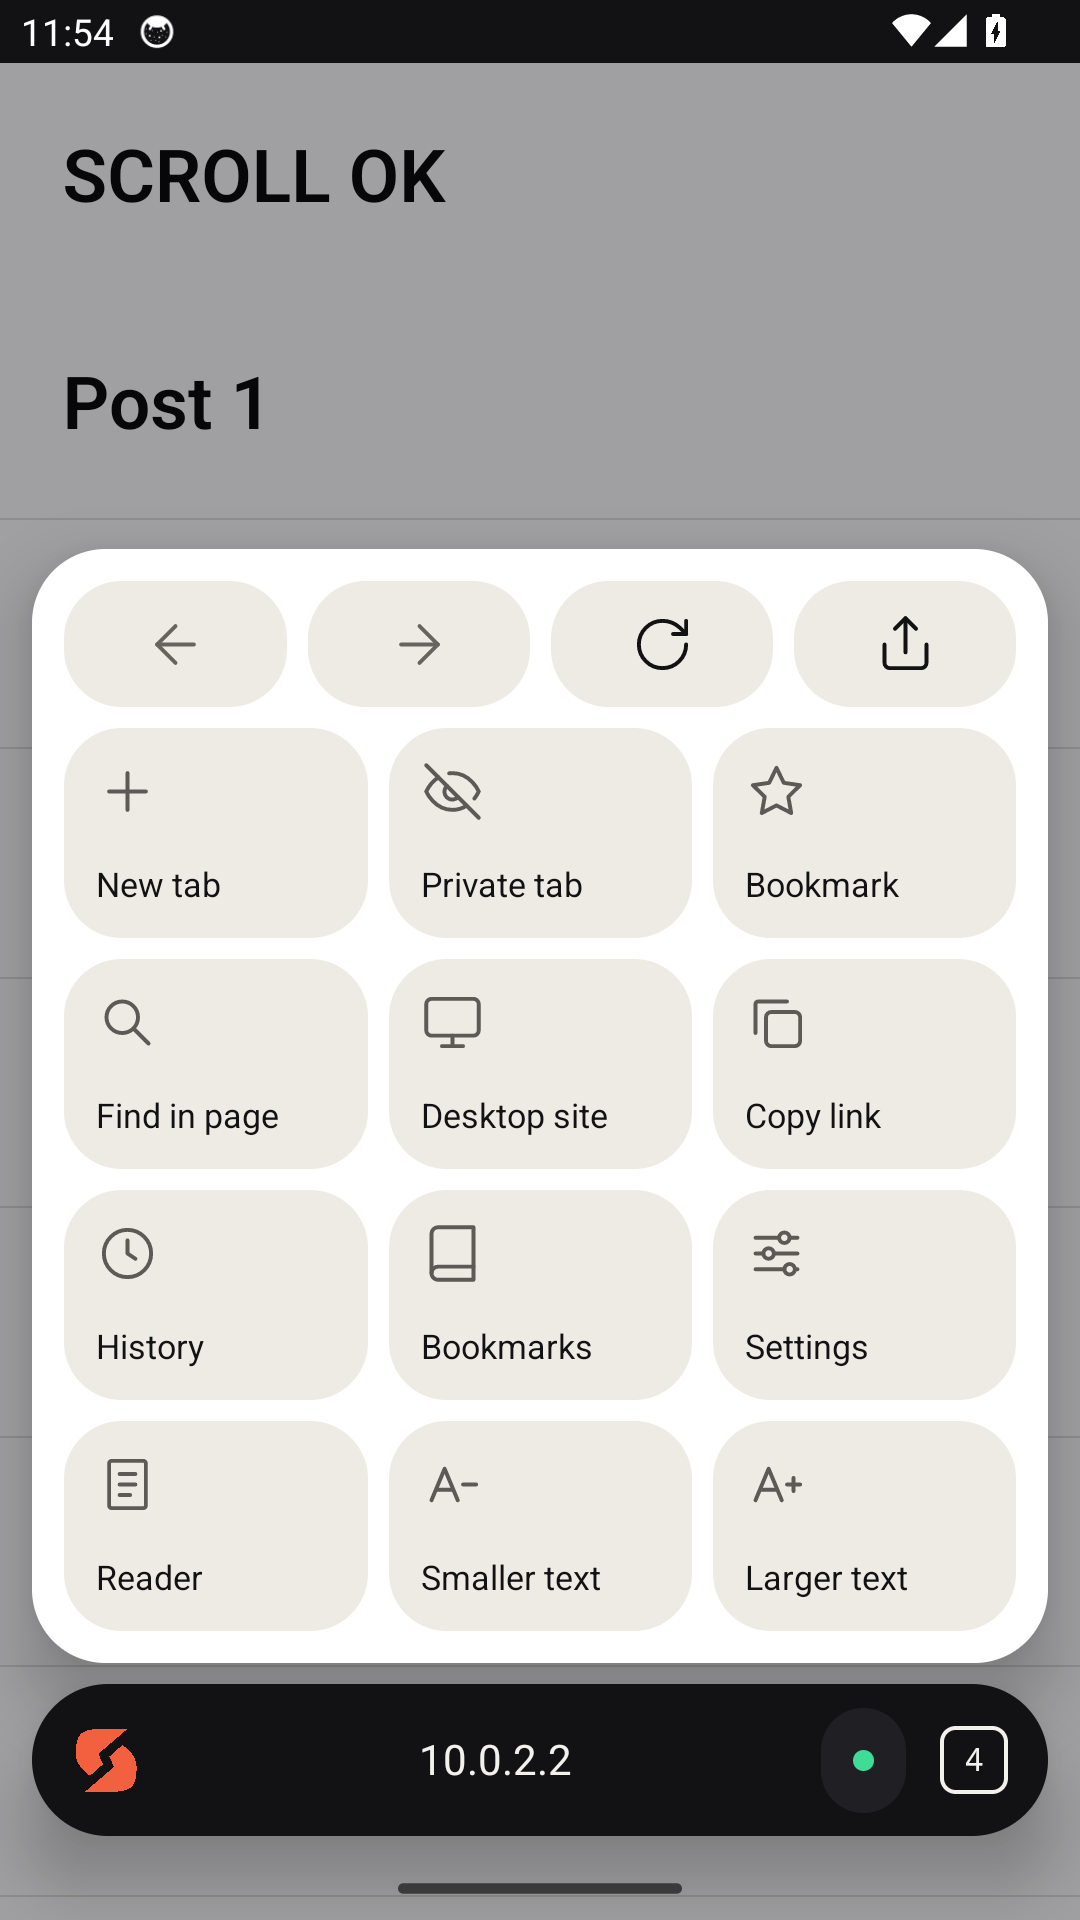 11:54
SCROLL OK
Post 1
New tab
Private tab
Bookmark
Find in page
Desktop site
Copy link
History
Bookmarks
Settings
Reader
A- 
A+
Smaller text
Larger text
10.0.2.2
4